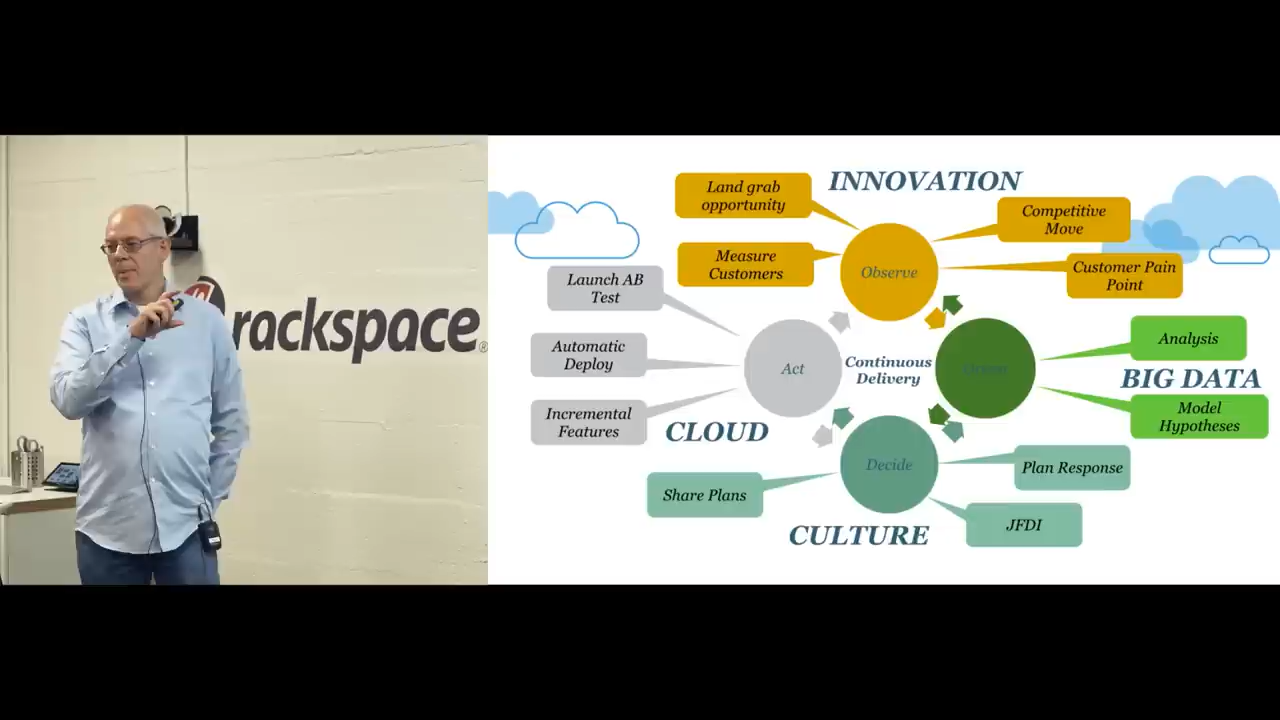 rackspace®
INNOVATION
Land grab
opportunity
Competitive
Move
Measure
Customers
Observe
Customer Pain
Point
Launch AB
Test
Automatic
Deploy
Incremental
Features
Act
Continuous
Delivery
Orient
Analysis
BIG DATA
Model
Hypotheses
CLOUD
Decide
Plan Response
Share Plans
JFDI
CULTURE